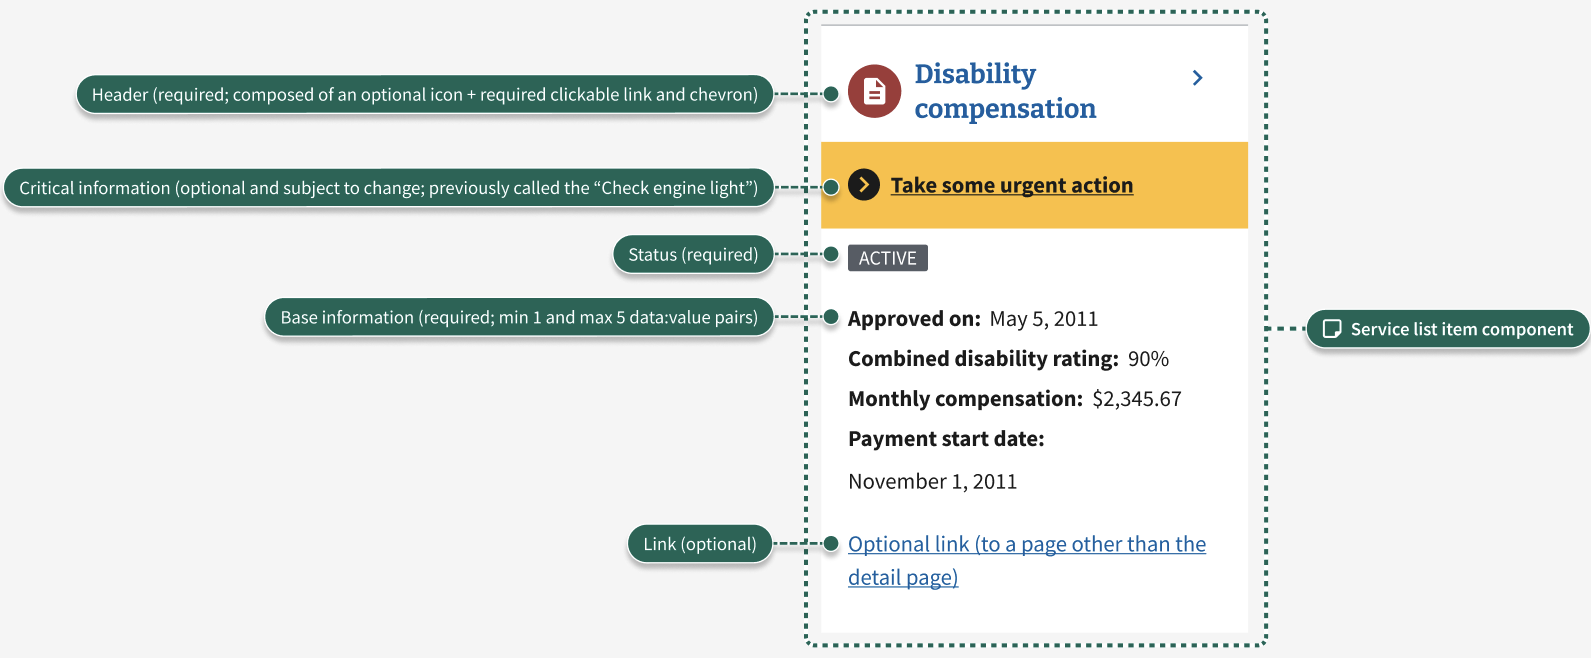 Header (required; composed of an optional icon + required clickable link and chevron)
Critical information (optional and subject to change; previously called the “Check engine light”)
Status (required)
Base information (required; min 1 and max 5 data:value pairs)
Link (optional)
Disability
compensation
Take some urgent action
ACTIVE
Approved on: May 5, 2011
Combined disability rating: 90%
Monthly compensation: $2,345.67
Payment start date:
November 1, 2011
Optional link (to a page other than the
detail page)
Service list item component